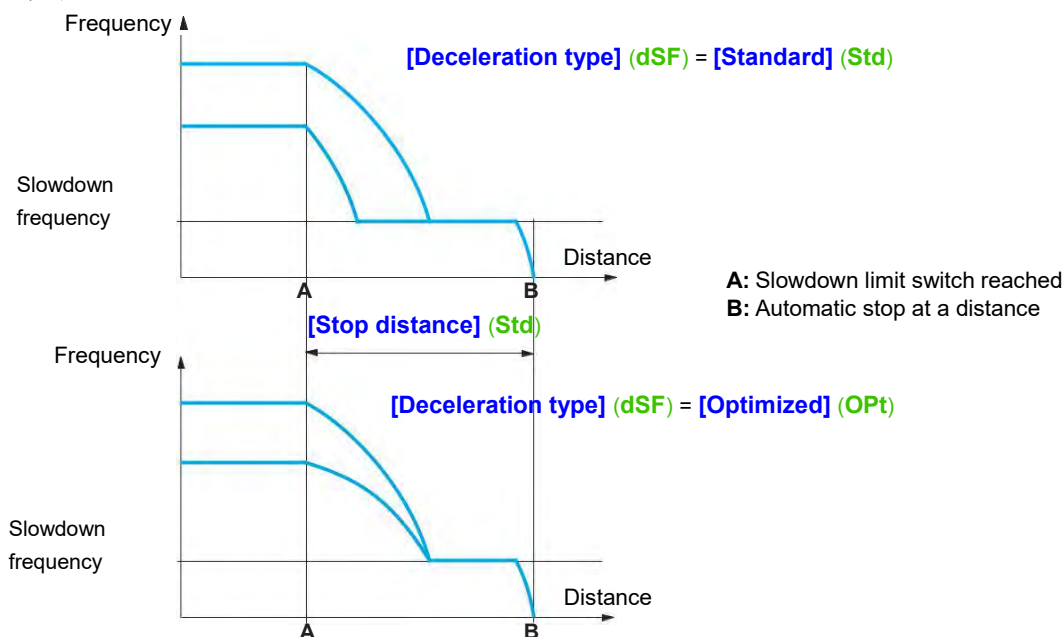 Frequency
[Deceleration type] (dSF) = [Standard] (Std)
Slowdown
frequency
Distance
A
B
A: Slowdown limit switch reached
B: Automatic stop at a distance
[Stop distance] (Std)
Frequency
[Deceleration type] (dSF) = [Optimized] (OPt)
Slowdown
frequency
Distance
A
B